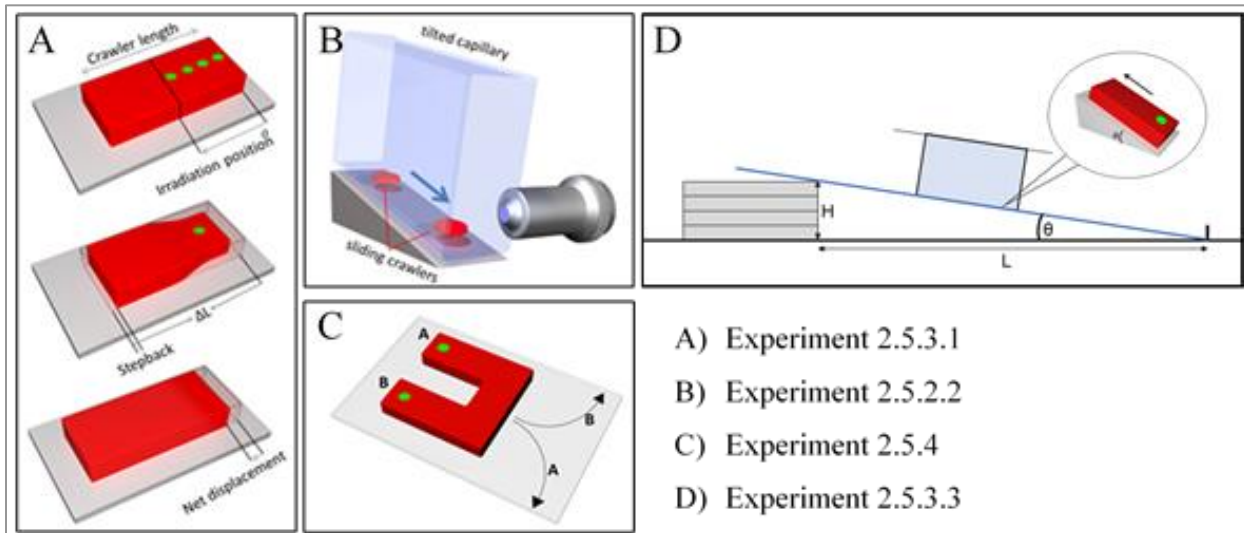 A
Crawler length
0
Irradiation position
ΔL
Stepback
Net displacement
B
tilted capillary
sliding crawlers
C
A
B
B
A
D
H
θ
L
A) Experiment 2.5.3.1
B) Experiment 2.5.2.2
C) Experiment 2.5.4
D) Experiment 2.5.3.3